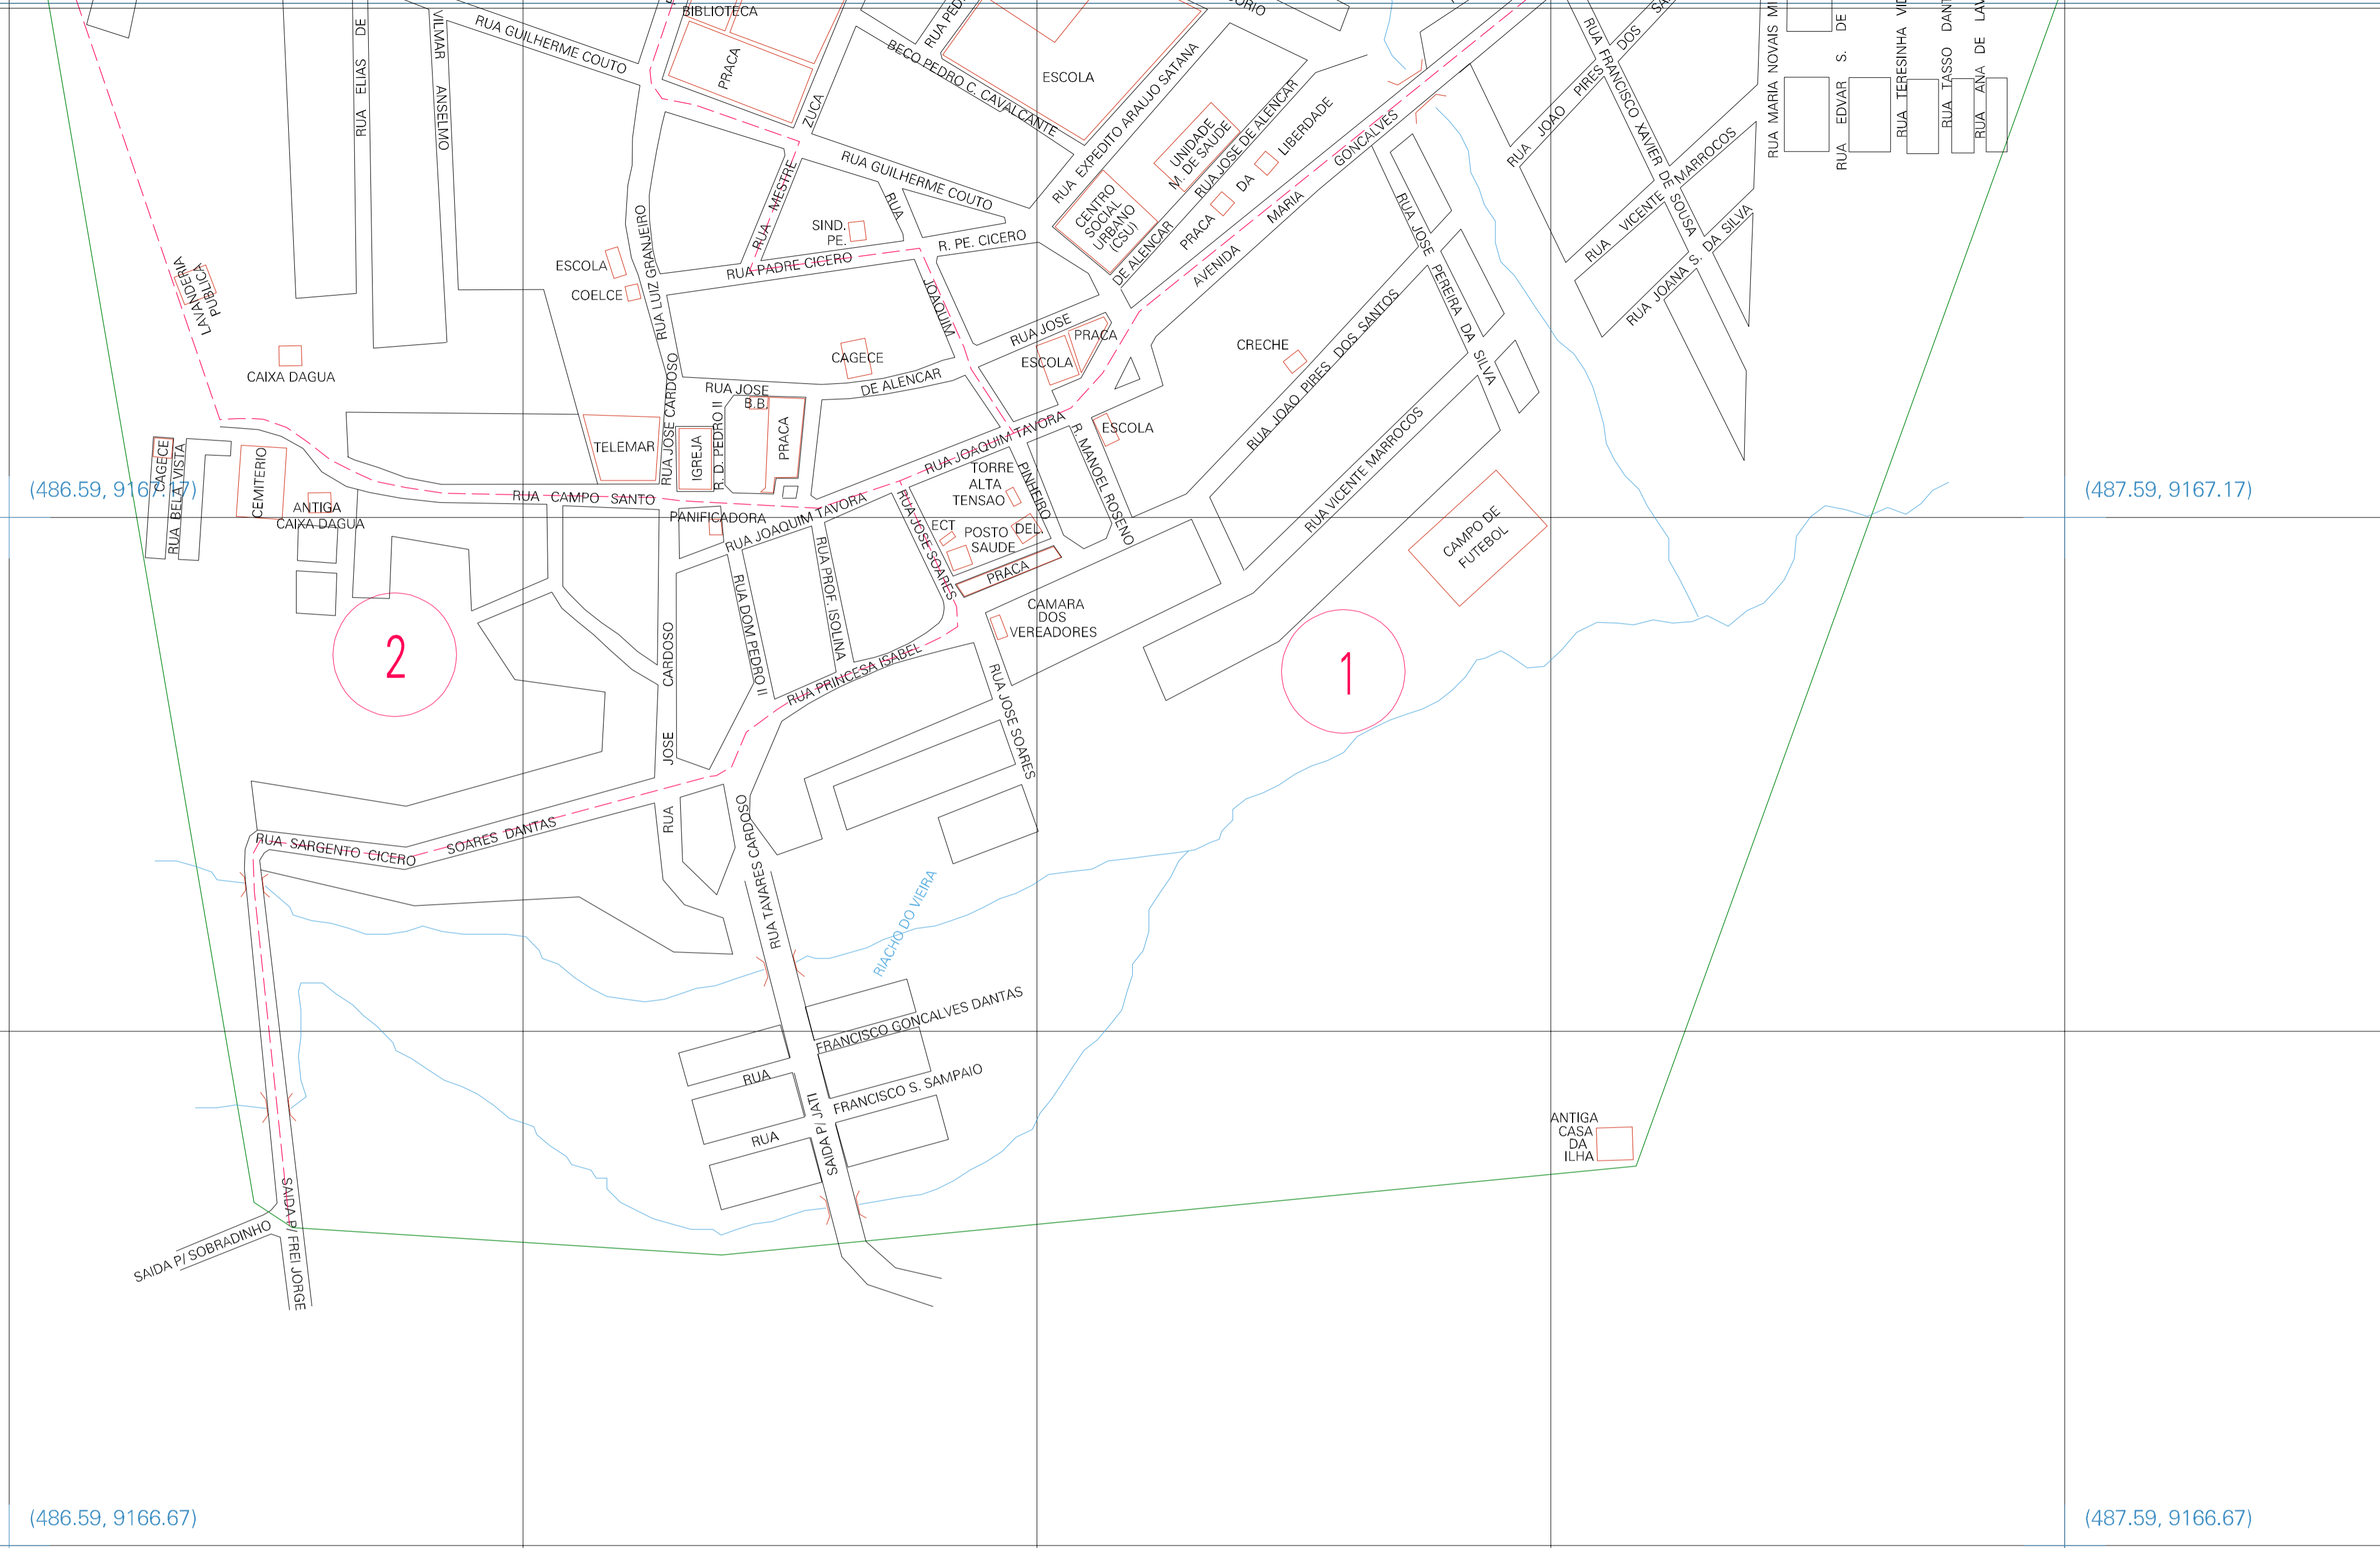 BIBLIOTECA
RUA GUILHERME COUTO
RUA ELIAS DE
VILMAR ANSELMO
PRACA
ZUCA
BECO PEDRO C. CAVALCANTE
ESCOLA
RUA EXPEDITO ARAUJO SATANA
UNIDADE
M. DE SAUDE
RUA JOSE DE ALENCAR
PRACA DA LIBERDADE
AVENIDA MARIA GONCALVES
RUA FRANCISCO XAVIER DE SOUSA
RUA JOAO PIRES DOS
RUA MARIA NOVAIS
RUA EDVAR S. DE
RUA TERESINHA
RUA TASSO
RUA ANA DE
RUA VICENTE MARROCOS
RUA JOANA S. DA SILVA
RUA GUILHERME COUTO
RUA MESTRE
RUA
SIND.
PE.
R. PE. CICERO
RUA PADRE CICERO
CENTRO
SOCIAL
URBANO
(CSU)
DE ALENCAR
RUA JOSE PEREIRA DA SILVA
RUA LUIZ GRANJEIRO
ESCOLA
COELCE
LAVANDERIA
PUBLICA
CAIXA DAGUA
JOAQUIM
RUA JOSE
PRACA
ESCOLA
CAGECE
CRECHE
RUA JOAO PIRES DOS SANTOS
RUA JOSE
DE ALENCAR
B.B.
PRACA
RUA JOSE CARDOSO
R. D. PEDRO II
IGREJA
TELEMAR
RUA JOAQUIM TAVORA
R. MANOEL ROSENO
ESCOLA
RUA VICENTE MARROCOS
CAGECE
RUA BELA VISTA
CEMITERIO
(486.59, 9167.17)
(487.59, 9167.17)
ANTIGA
CAIXA DAGUA
RUA CAMPO SANTO
PANIFICADORA
RUA JOAQUIM TAVORA
TORRE
ALTA
TENSAO
PINHEIRO
ECT
POSTO
SAUDE
DEL.
PRACA
RUA JOSE SOARES
CAMPO DE
FUTEBOL
RUA PROF. ISOLINA
RUA DOM PEDRO II
RUA PRINCESA ISABEL
CAMARA
DOS
VEREADORES
2
1
RUA JOSE CARDOSO
RUA JOSE SOARES
RUA SARGENTO CICERO SOARES DANTAS
RUA TAVARES CARDOSO
RIACHO DO VIEIRA
FRANCISCO GONCALVES DANTAS
RUA
FRANCISCO S. SAMPAIO
RUA
SAIDA P/ JATI
ANTIGA
CASA
DA
ILHA
SAIDA P/ SOBRADINHO
SAIDA P/ FREI JORGE
(486.59, 9166.67)
(487.59, 9166.67)